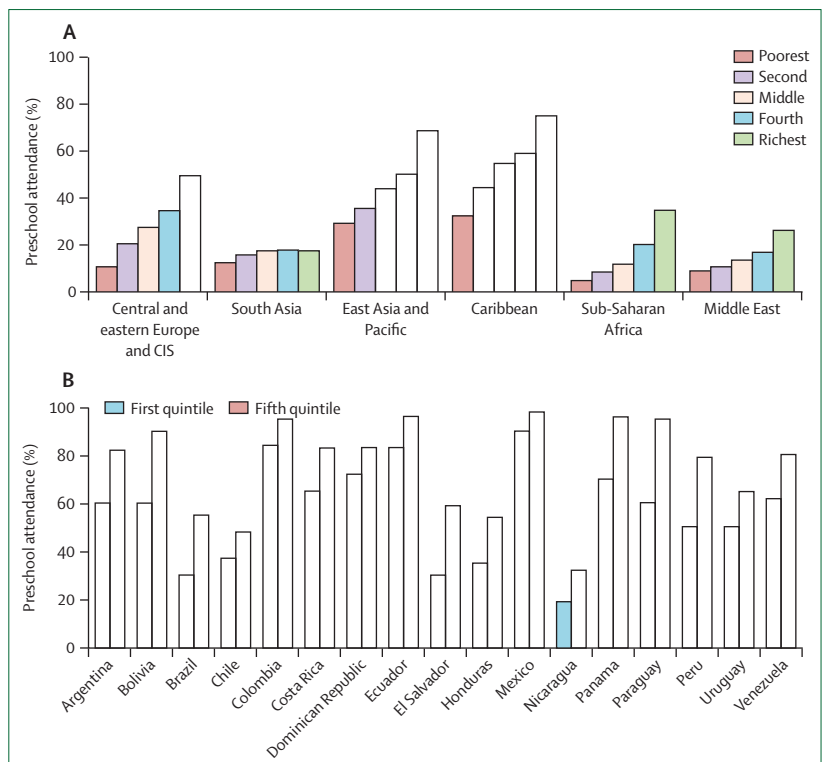 A
100
80
60
40
20
0
Preschool attendance (%)
Poorest
Second
Middle
Fourth
Richest
Central and
eastern Europe
and CIS
South Asia
East Asia and
Pacific
Caribbean
Sub-Saharan
Africa
Middle East
B
100
80
60
40
20
0
Preschool attendance (%)
First quintile
Fifth quintile
Argentina
Bolivia
Brazil
Chile
Colombia
Costa Rica
Dominican Republic
Ecuador
El Salvador
Honduras
Mexico
Nicaragua
Panama
Paraguay
Peru
Uruguay
Venezuela